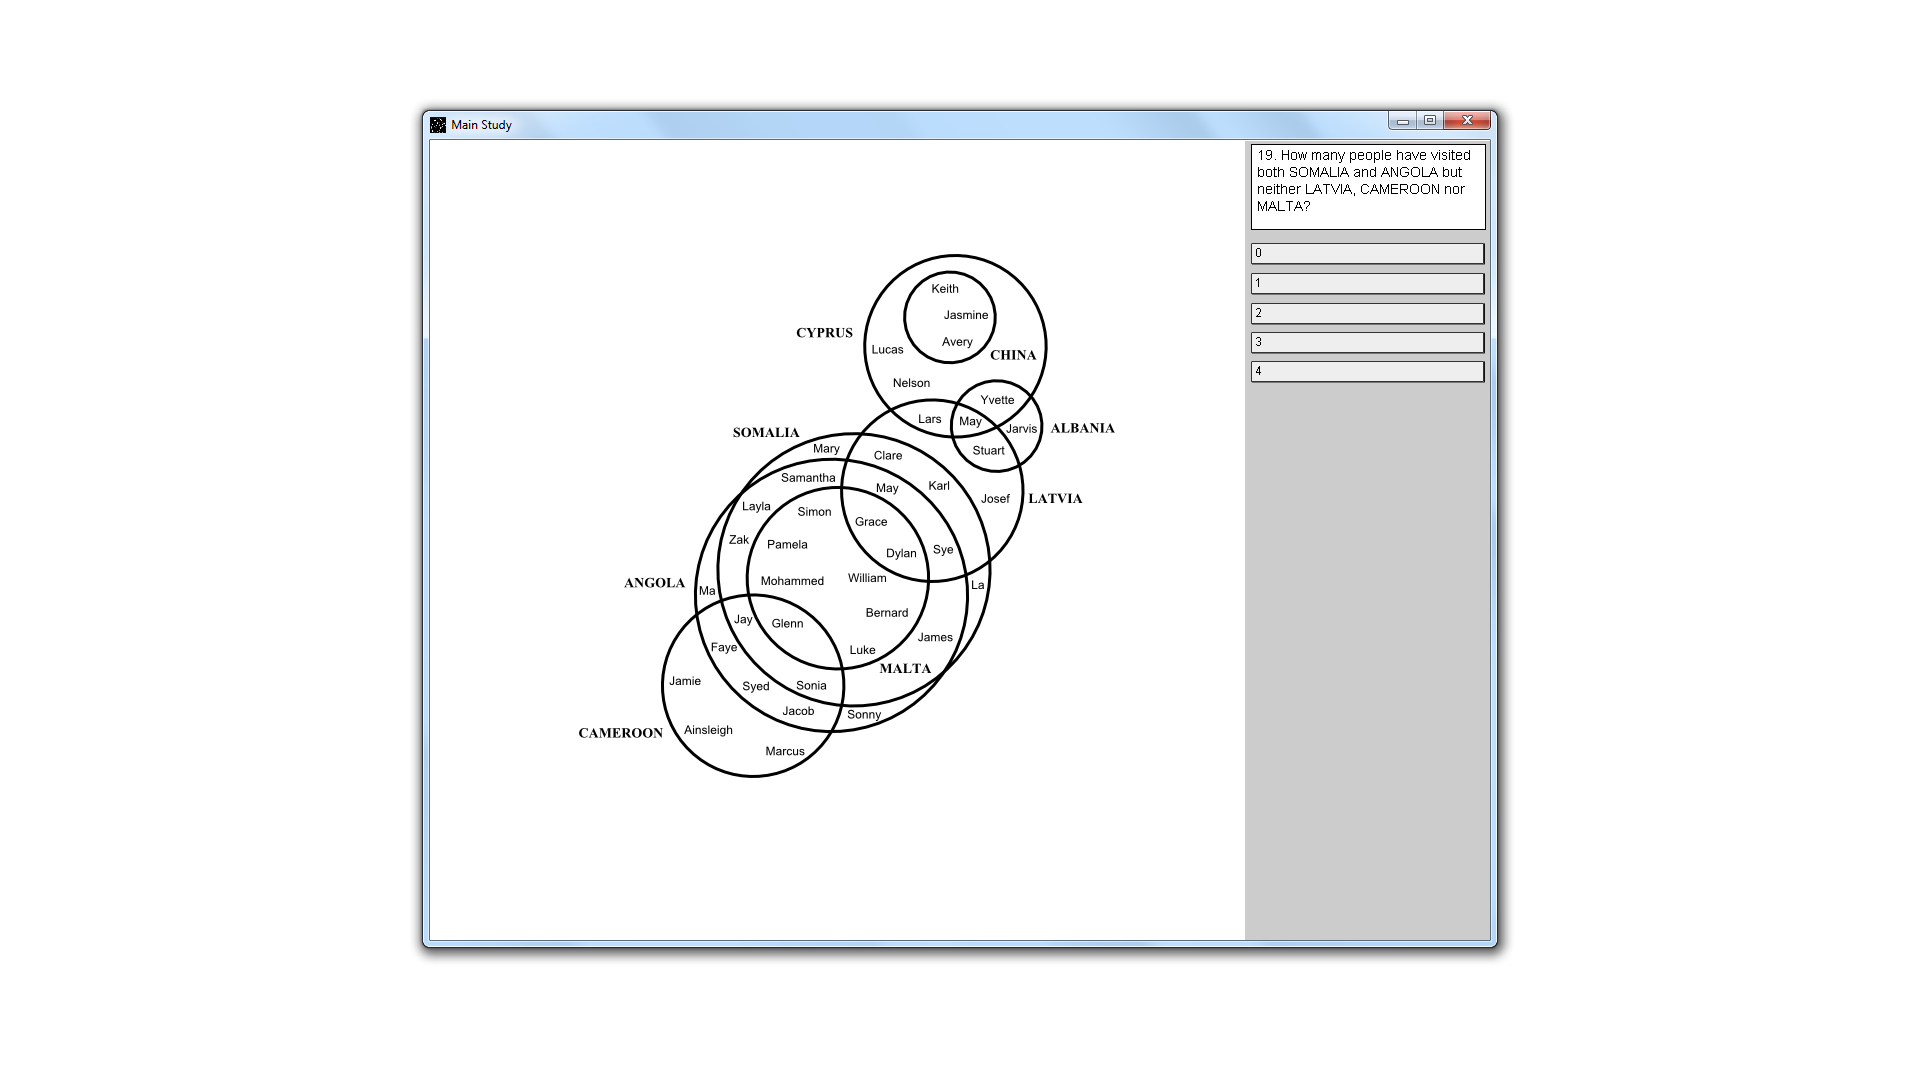 Main Study
19. How many people have visited
both SOMALIA and ANGOLA but
neither LATVIA, CAMEROON nor
MALTA?
0
1
2
3
4
Keith
Jasmine
CYPRUS
Avery
Lucas
CHINA
Nelson
Yvette
Lars
May
Jarvis
ALBANIA
SOMALIA
Mary
Clare
Stuart
Samantha
May
Karl
Josef
LATVIA
Layla
Simon
Grace
Zak
Pamela
Dylan
Sye
ANGOLA
Ma
Mohammed
William
La
Jay
Glenn
Bernard
Faye
Luke
James
MALTA
Jamie
Syed
Sonia
Jacob
Sonny
CAMEROON
Ainsleigh
Marcus